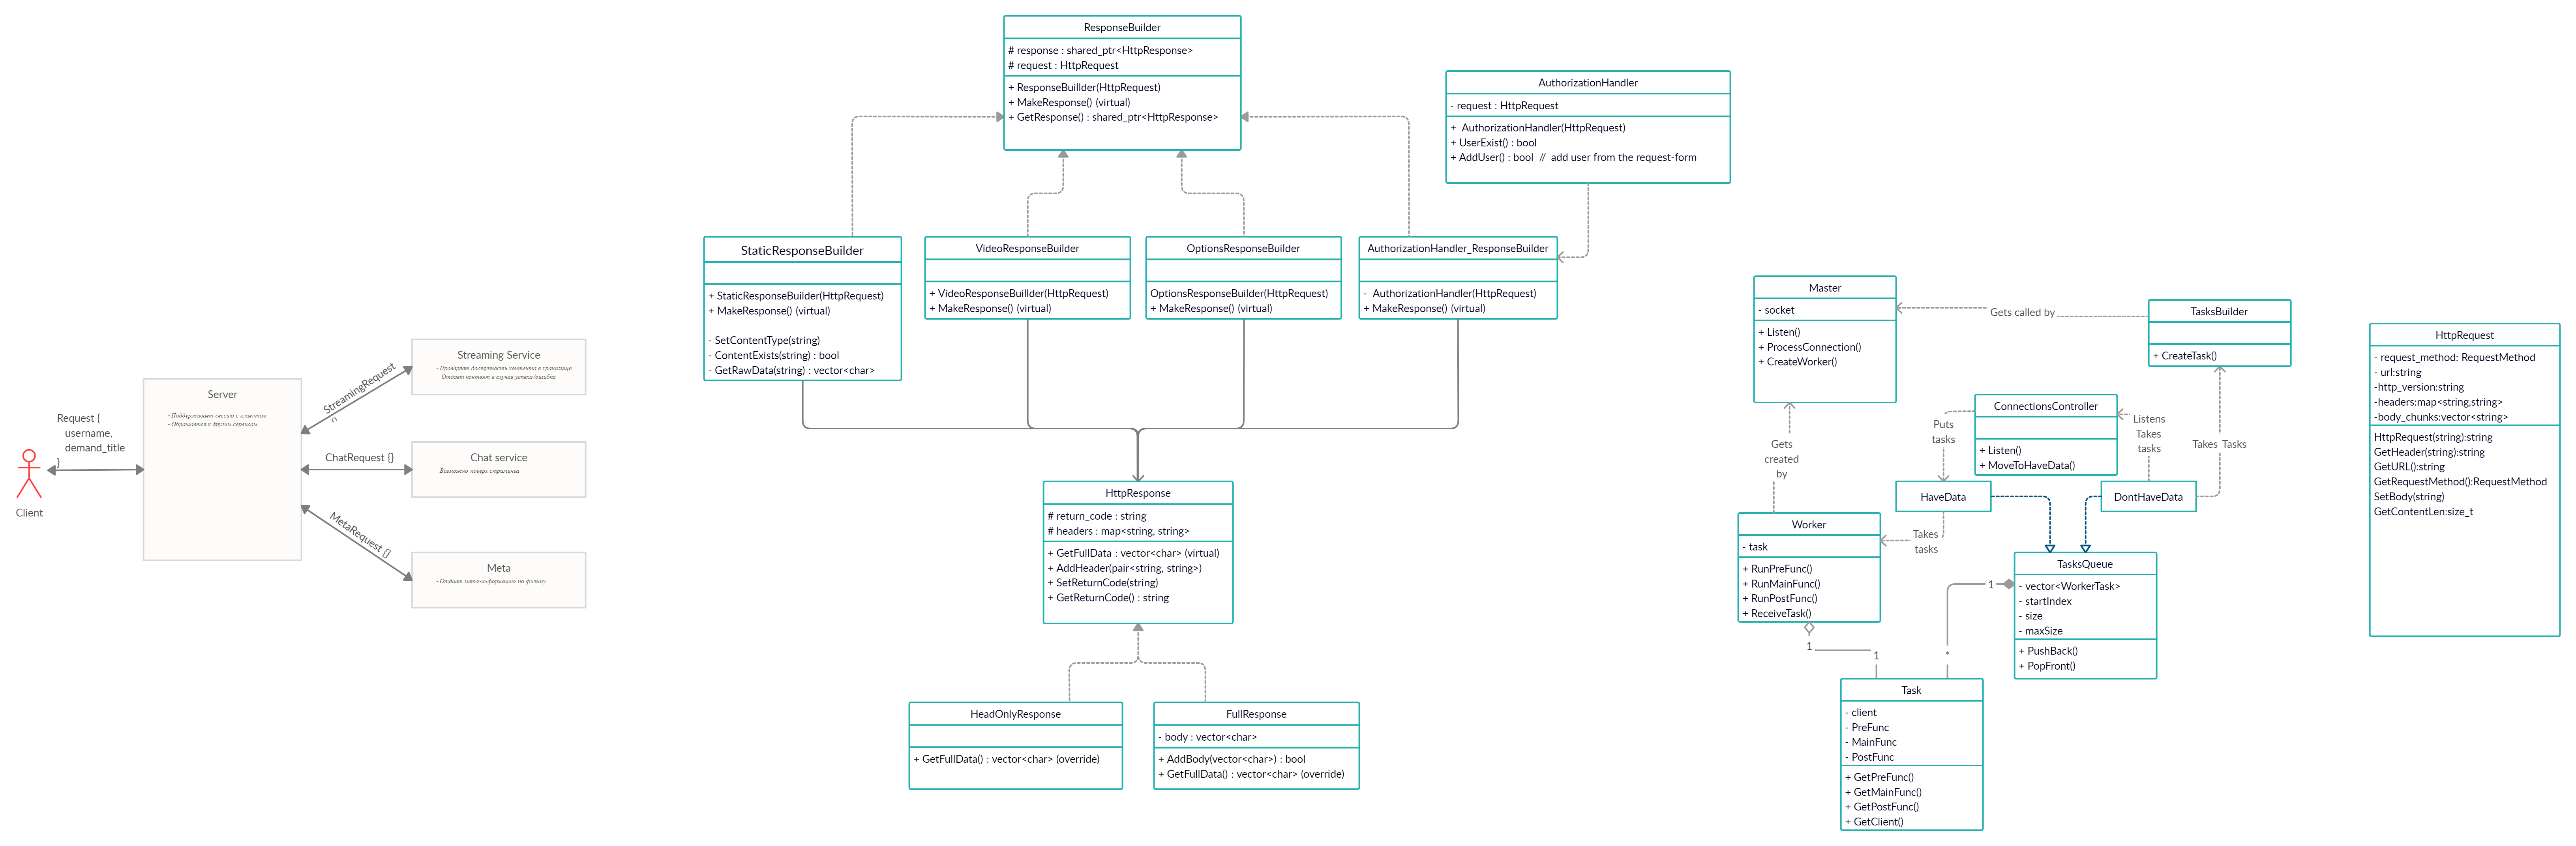 Request {
username,
demand_title
}
Client
Server
- Поддерживает сессию с клиентом
- Обращается к другим сервисам
StreamingRequest
ChatRequest {}
MetaRequest {}
Streaming Service
- Проверяет доступность контента в хранилище
- Отдает контент в случае успеха/ошибка
Chat service
- Возможно поверх стриминга
Meta
- Отдает мета-информацию по фильму
ResponseBuilder
# response : shared_ptr<HttpResponse>
# request : HttpRequest
+ ResponseBuillder(HttpRequest)
+ MakeResponse() (virtual)
+ GetResponse() : shared_ptr<HttpResponse>
AuthorizationHandler
- request : HttpRequest
+ AuthorizationHandler(HttpRequest)
+ UserExist() : bool
+ AddUser() : bool // add user from the request-form
StaticResponseBuilder
+ StaticResponseBuilder(HttpRequest)
+ MakeResponse() (virtual)
- SetContentType(string)
- ContentExists(string) : bool
- GetRawData(string) : vector<char>
VideoResponseBuilder
+ VideoResponseBuillder(HttpRequest)
+ MakeResponse() (virtual)
OptionsResponseBuilder
OptionsResponseBuilder(HttpRequest)
+ MakeResponse() (virtual)
AuthorizationHandler_ResponseBuilder
- AuthorizationHandler(HttpRequest)
+ MakeResponse() (virtual)
HttpResponse
# return_code : string
# headers : map<string, string>
+ GetFullData : vector<char> (virtual)
+ AddHeader(pair<string, string>)
+ SetReturnCode(string)
+ GetReturnCode() : string
HeadOnlyResponse
+ GetFullData() : vector<char> (override)
FullResponse
- body : vector<char>
+ AddBody(vector<char>) : bool
+ GetFullData() : vector<char> (override)
Master
- socket
+ Listen()
+ ProcessConnection()
+ CreateWorker()
Gets called by
TasksBuilder
+ CreateTask()
Gets
created
by
Puts
tasks
ConnectionsController
+ Listen()
+ MoveToHaveData()
Listens
Takes
tasks
Takes Tasks
HaveData
DontHaveData
Takes
tasks
Worker
- task
+ RunPreFunc()
+ RunMainFunc()
+ RunPostFunc()
+ ReceiveTask()
TasksQueue
- vector<WorkerTask>
- startIndex
- size
- maxSize
+ PushBack()
+ PopFront()
1
1
1
*
Task
- client
- PreFunc
- MainFunc
- PostFunc
+ GetPreFunc()
+ GetMainFunc()
+ GetPostFunc()
+ GetClient()
HttpRequest
- request_method: RequestMethod
- url:string
-http_version:string
-headers:map<string,string>
-body_chunks:vector<string>
HttpRequest(string):string
GetHeader(string):string
GetURL():string
GetRequestMethod():RequestMethod
SetBody(string)
GetContentLen:size_t